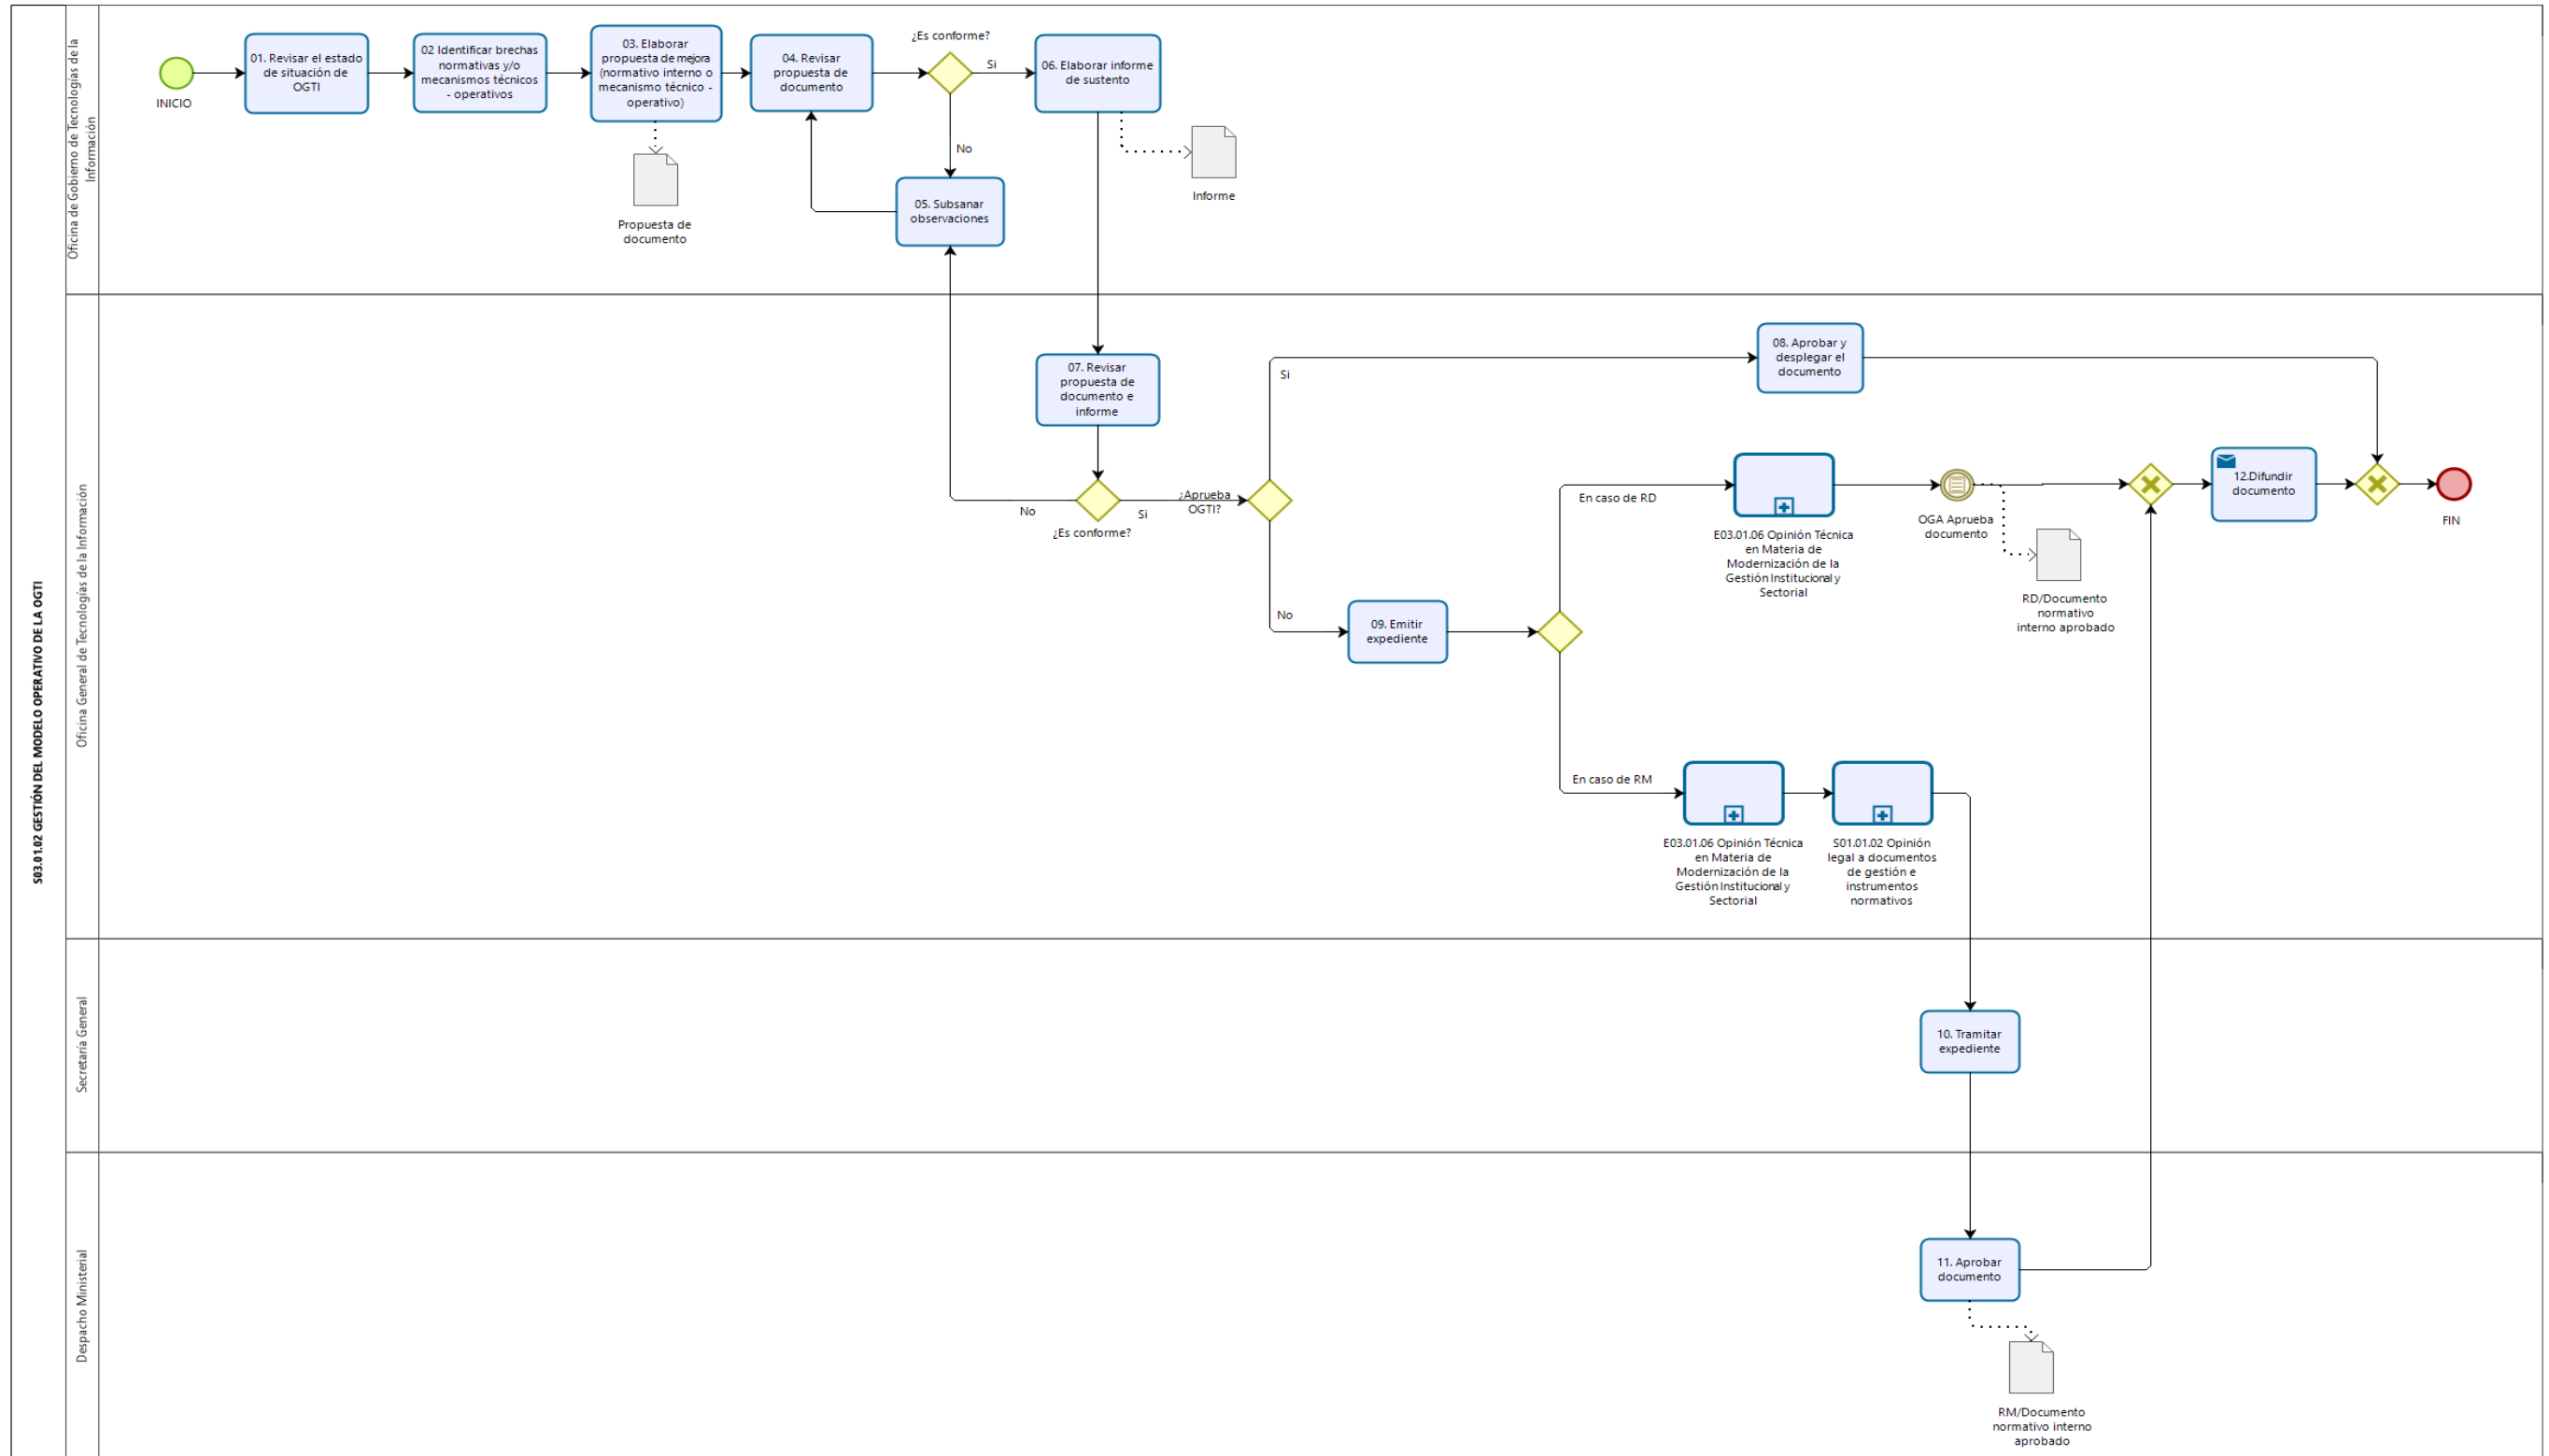 S03.01.02 GESTIÓN DEL MODELO OPERATIVO DE LA OGTI
Oficina de Gobierno de Tecnologías de la
Información
INICIO
01. Revisar el estado
de situación de
OGTI
02 Identificar brechas
normativas y/o
mecanismos técnicos
- operativos
03. Elaborar
propuesta de mejora
(normativo interno o
mecanismo técnico -
operativo)
Propuesta de
documento
04. Revisar
propuesta de
documento
¿Es conforme?
Si
No
05. Subsanar
observaciones
06. Elaborar informe
de sustento
Informe
Oficina General de Tecnologías de la Información
07. Revisar
propuesta de
documento e
informe
No
¿Es conforme?
Si
¿Aprueba
OGTI?
Si
08. Aprobar y
desplegar el
documento
No
09. Emitir
expediente
En caso de RD
E03.01.06 Opinión Técnica
en Materia de
Modernización de la
Gestión Institucional y
Sectorial
OGA Aprueba
documento
RD/Documento
normativo
interno aprobado
12.Difundir
documento
FIN
En caso de RM
E03.01.06 Opinión Técnica
en Materia de
Modernización de la
Gestión Institucional y
Sectorial
S01.01.02 Opinión
legal a documentos
de gestión e
instrumentos
normativos
Secretaría General
10. Tramitar
expediente
Despacho Ministerial
11. Aprobar
documento
RM/Documento
normativo interno
aprobado